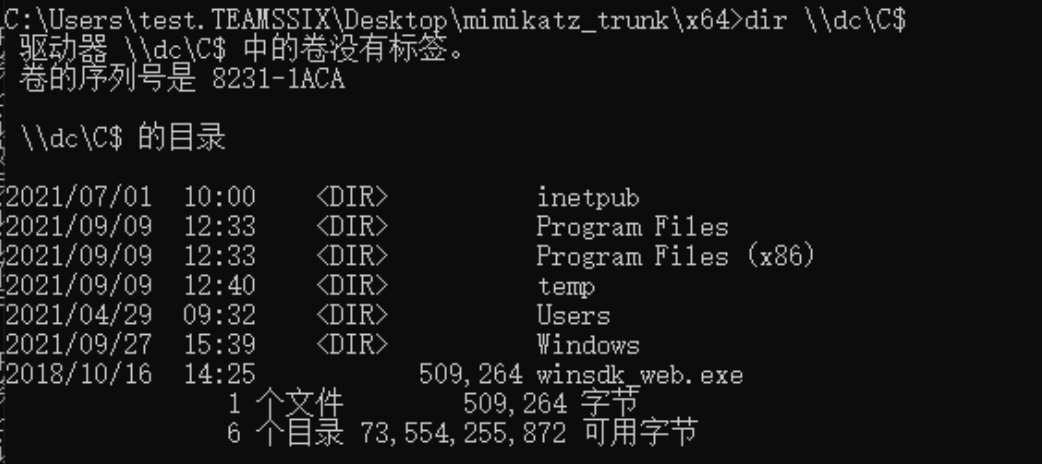 C:\Users\test.TEAMSSIX\Desktop\mimikatz_trunk\x64>dir \\dc\C$
驱动器 \\dc\C$ 中的卷没有标签。
卷的序列号是 8231-1ACA
\\dc\C$ 的目录
2021/07/01  10:00    <DIR>          inetpub
2021/09/09  12:33    <DIR>          Program Files
2021/09/09  12:33    <DIR>          Program Files (x86)
2021/09/09  12:40    <DIR>          temp
2021/04/29  09:32    <DIR>          Users
2021/09/27  15:39    <DIR>          Windows
2018/10/16  14:25           509,264 winsdk_web.exe
1 个文件        509,264 字节
6 个目录 73,554,255,872 可用字节